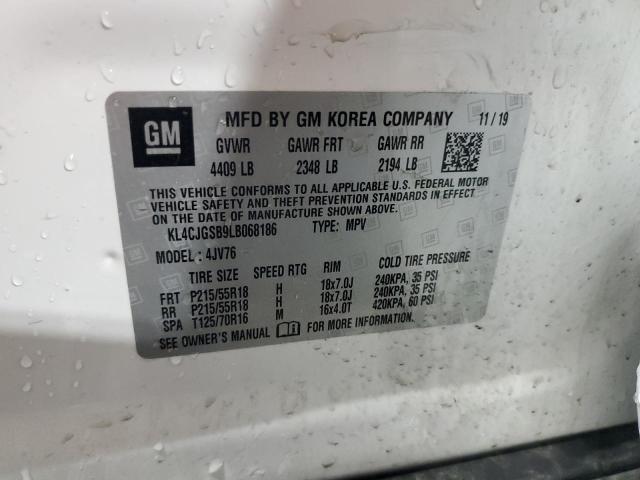 GM MFD BY GM KOREA COMPANY 11/19
GVWR GAWR FRT GAWR RR
4409 LB 2348 LB 2194 LB
THIS VEHICLE CONFORMS TO ALL APPLICABLE U.S. FEDERAL MOTOR
VEHICLE SAFETY AND THEFT PREVENTION STANDARDS IN EFFECT
ON THE DATE OF MANUFACTURE SHOWN ABOVE.
KL4CJGSB9LB068186 TYPE: MPV
MODEL: 4JV76
TIRE SIZE SPEED RTG RIM COLD TIRE PRESSURE
FRT P215/55R18 H 18x7.0J 240KPA, 35 PSI
RR P215/55R18 H 18x7.0J 240KPA, 35 PSI
SPA T125/70R16 M 16x4.0T 420KPA, 60 PSI
SEE OWNER'S MANUAL FOR MORE INFORMATION.